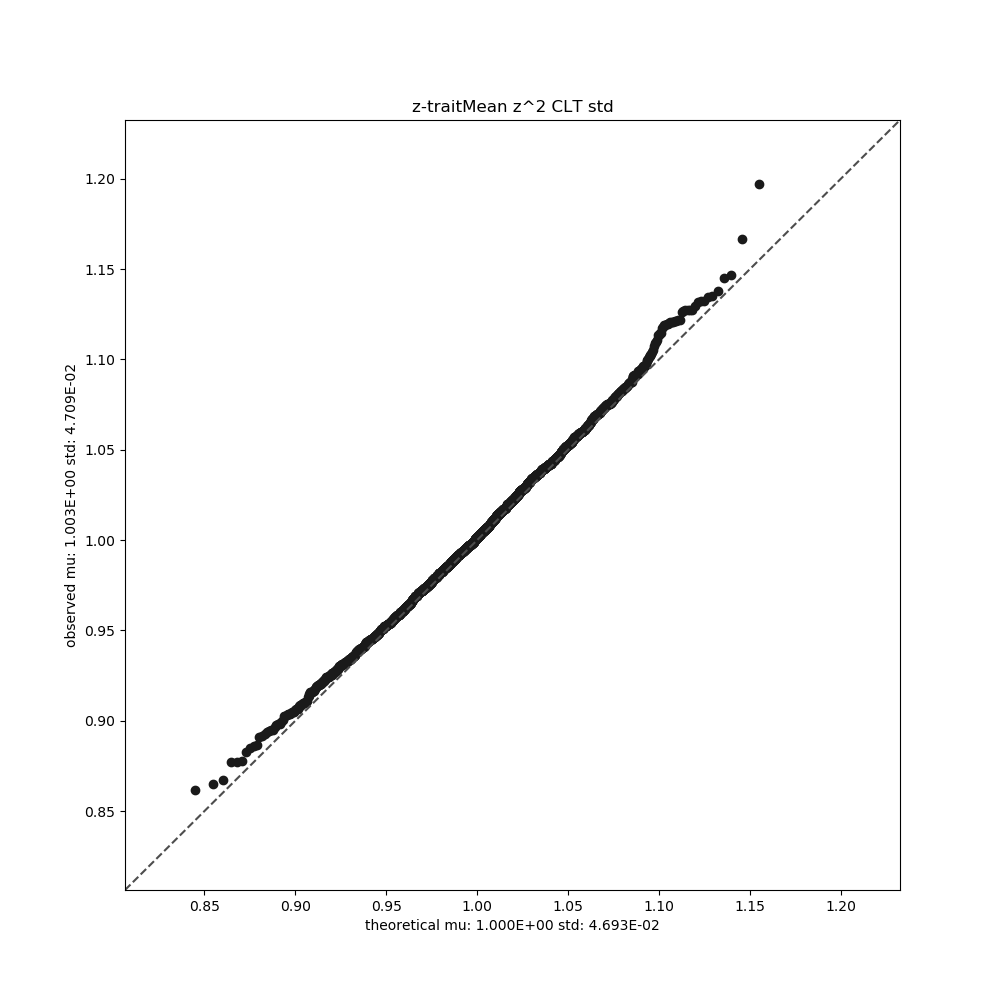 z-traitMean z^2 CLT std
1.20
1.15
1.10
1.05
1.00
0.95
0.90
0.85
observed mu: 1.003E+00 std: 4.709E-02
0.85 0.90 0.95 1.00 1.05 1.10 1.15 1.20
theoretical mu: 1.000E+00 std: 4.693E-02